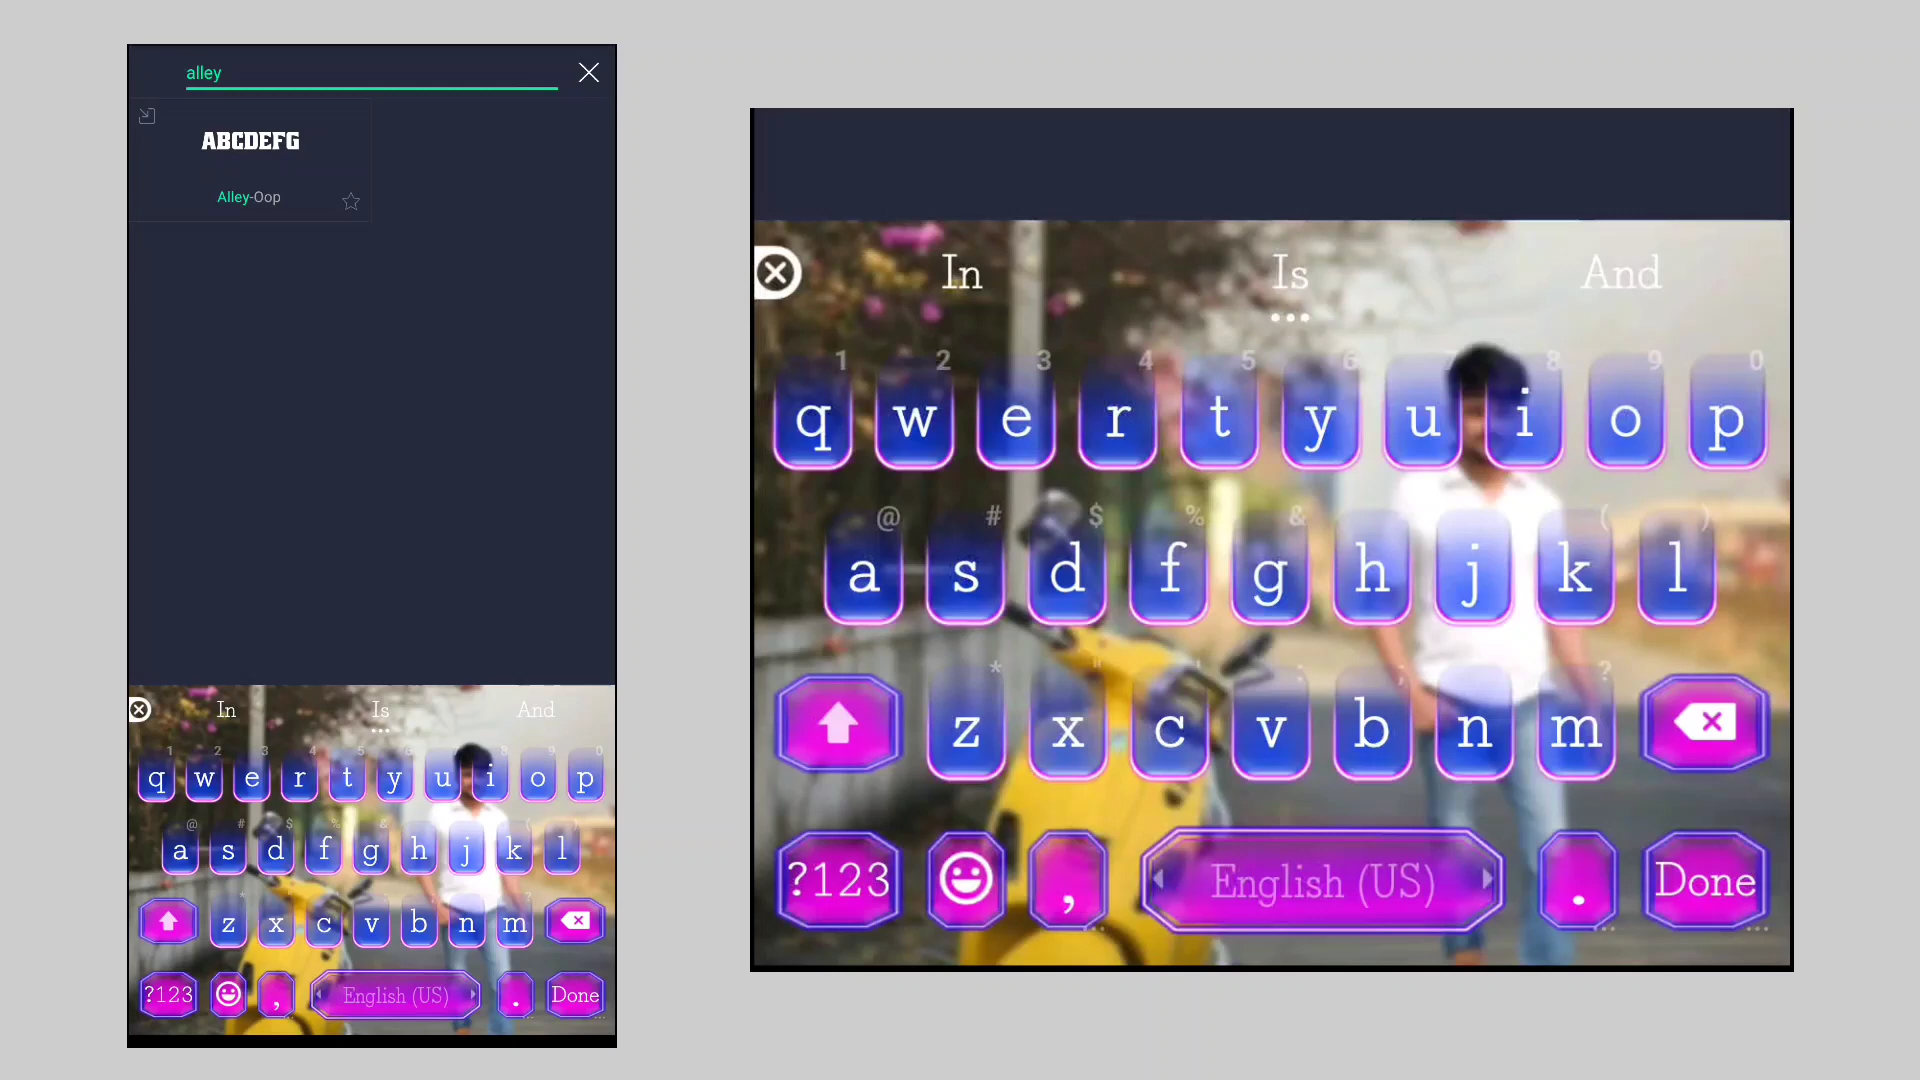 alley
ABCDEFG
Alley-Oop
In Is And
1 2 3 4 5 6 7 8 9 0
q w e r t y u i o p
@ # $ % & ( )
a s d f g h j k l
z x c v b n m
?123 , English (US) . Done
In Is And
1 2 3 4 5 6 7 8 9 0
q w e r t y u i o p
@ # $ % & ( )
a s d f g h j k l
* " ' : ; ?
z x c v b n m
?123 , English (US) . Done